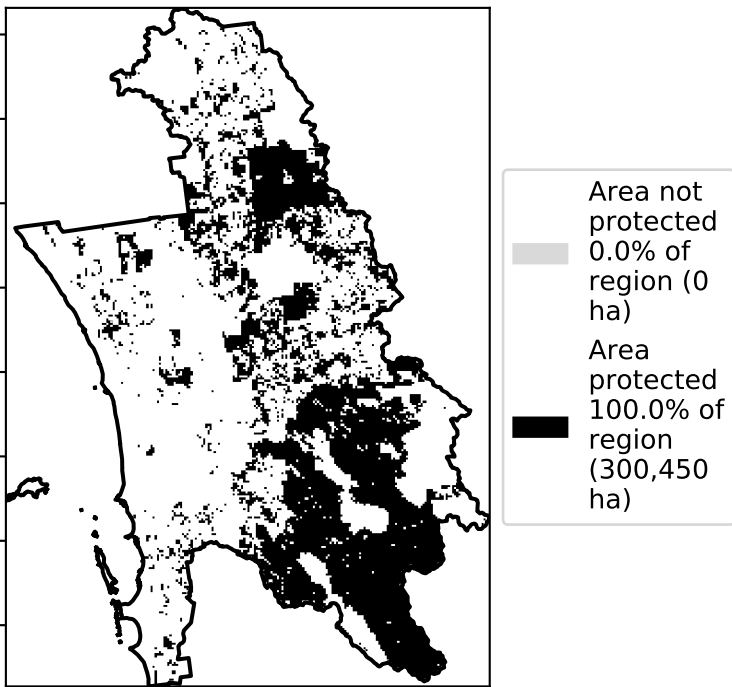 Area not
protected
0.0% of
region (0
ha)
Area
protected
100.0% of
region
(300,450
ha)